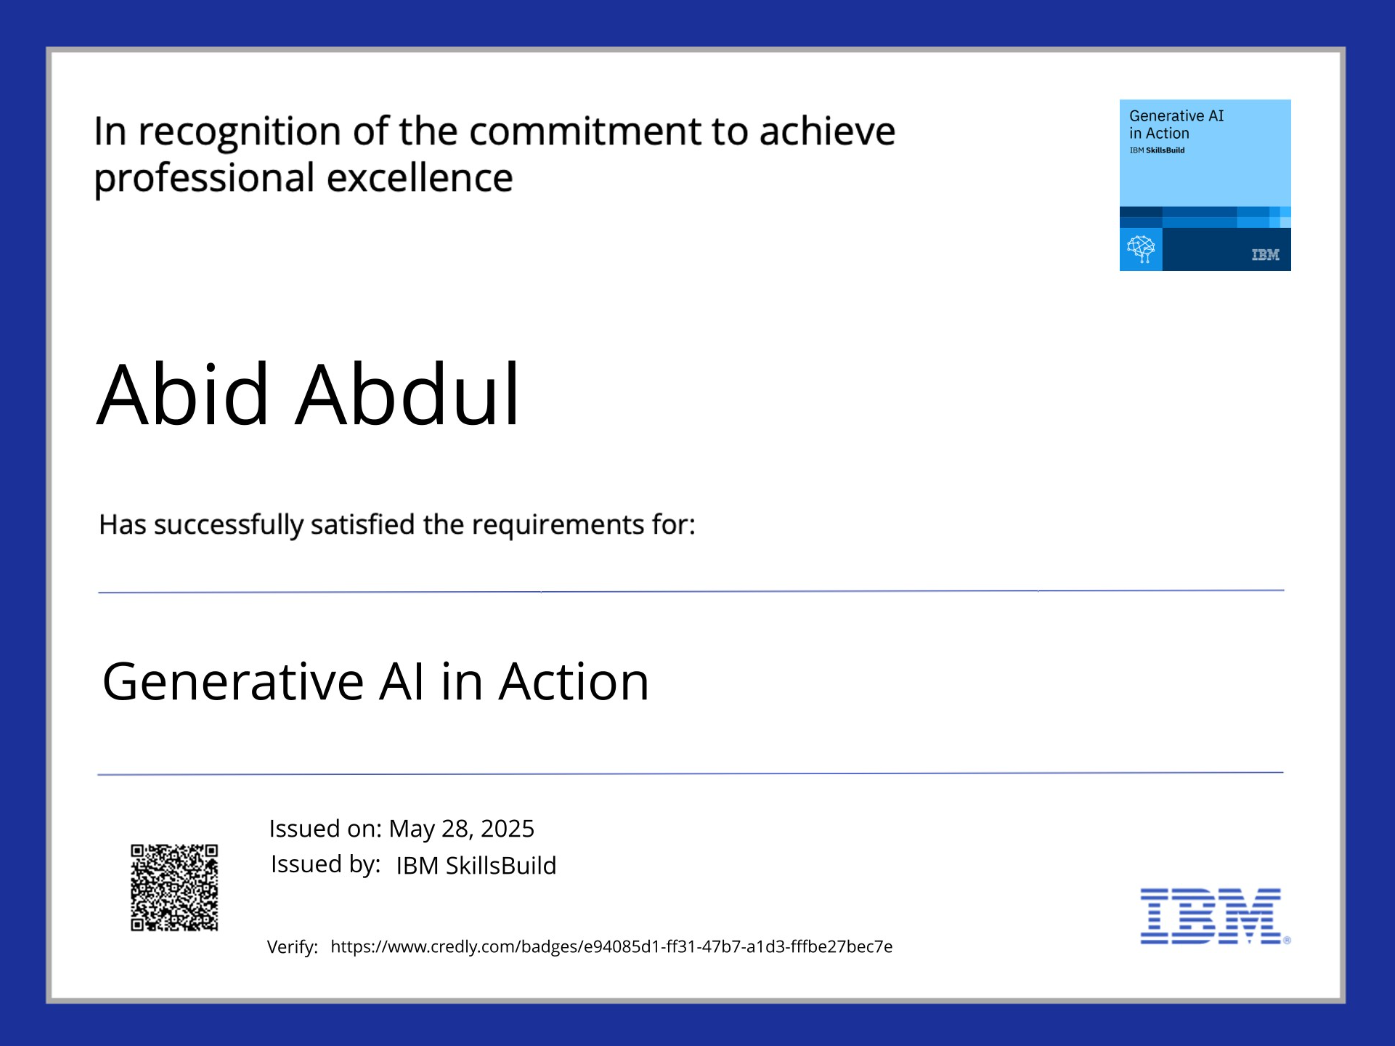 In recognition of the commitment to achieve
professional excellence
Generative AI
in Action
IBM SkillsBuild
IBM
Abid Abdul
Has successfully satisfied the requirements for:
Generative AI in Action
Issued on: May 28, 2025
Issued by: IBM SkillsBuild
Verify: https://www.credly.com/badges/e94085d1-ff31-47b7-a1d3-fffbe27bec7e
IBM®